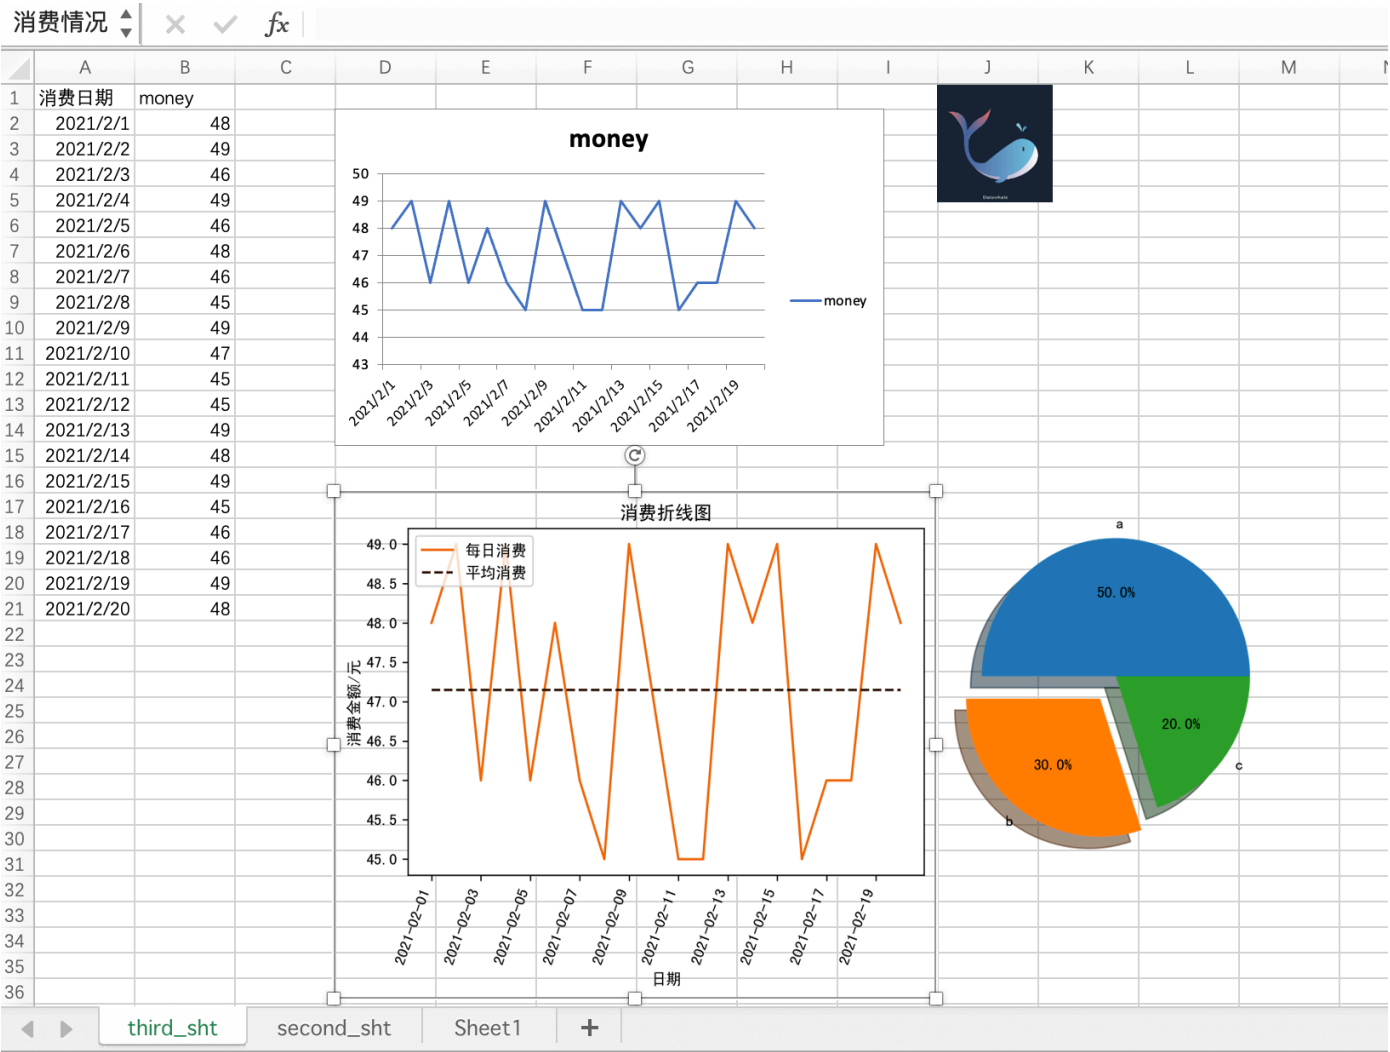 消费情况 fx
A B C D E F G H I J K L M
1 消费日期 money
2 2021/2/1 48
3 2021/2/2 49
4 2021/2/3 46
5 2021/2/4 49
6 2021/2/5 46
7 2021/2/6 48
8 2021/2/7 46
9 2021/2/8 45
10 2021/2/9 49
11 2021/2/10 47
12 2021/2/11 45
13 2021/2/12 45
14 2021/2/13 49
15 2021/2/14 48
16 2021/2/15 49
17 2021/2/16 45
18 2021/2/17 46
19 2021/2/18 46
20 2021/2/19 49
21 2021/2/20 48
22
23
24
25
26
27
28
29
30
31
32
33
34
35
36
money
50
49
48
47
46
45
44
43
2021/2/1 2021/2/3 2021/2/5 2021/2/7 2021/2/9 2021/2/11 2021/2/13 2021/2/15 2021/2/17 2021/2/19
money
Datawhale
消费折线图
每日消费
平均消费
49.0
48.5
48.0
47.5
47.0
46.5
46.0
45.5
45.0
消费金额/元
2021-02-01 2021-02-03 2021-02-05 2021-02-07 2021-02-09 2021-02-11 2021-02-13 2021-02-15 2021-02-17 2021-02-19
日期
a
50.0%
20.0%
30.0%
c
b
third_sht second_sht Sheet1 +